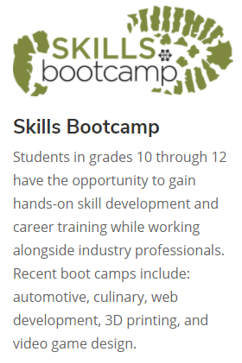 SKILLS
bootcamp
Skills Bootcamp
Students in grades 10 through 12
have the opportunity to gain
hands-on skill development and
career training while working
alongside industry professionals.
Recent boot camps include:
automotive, culinary, web
development, 3D printing, and
video game design.